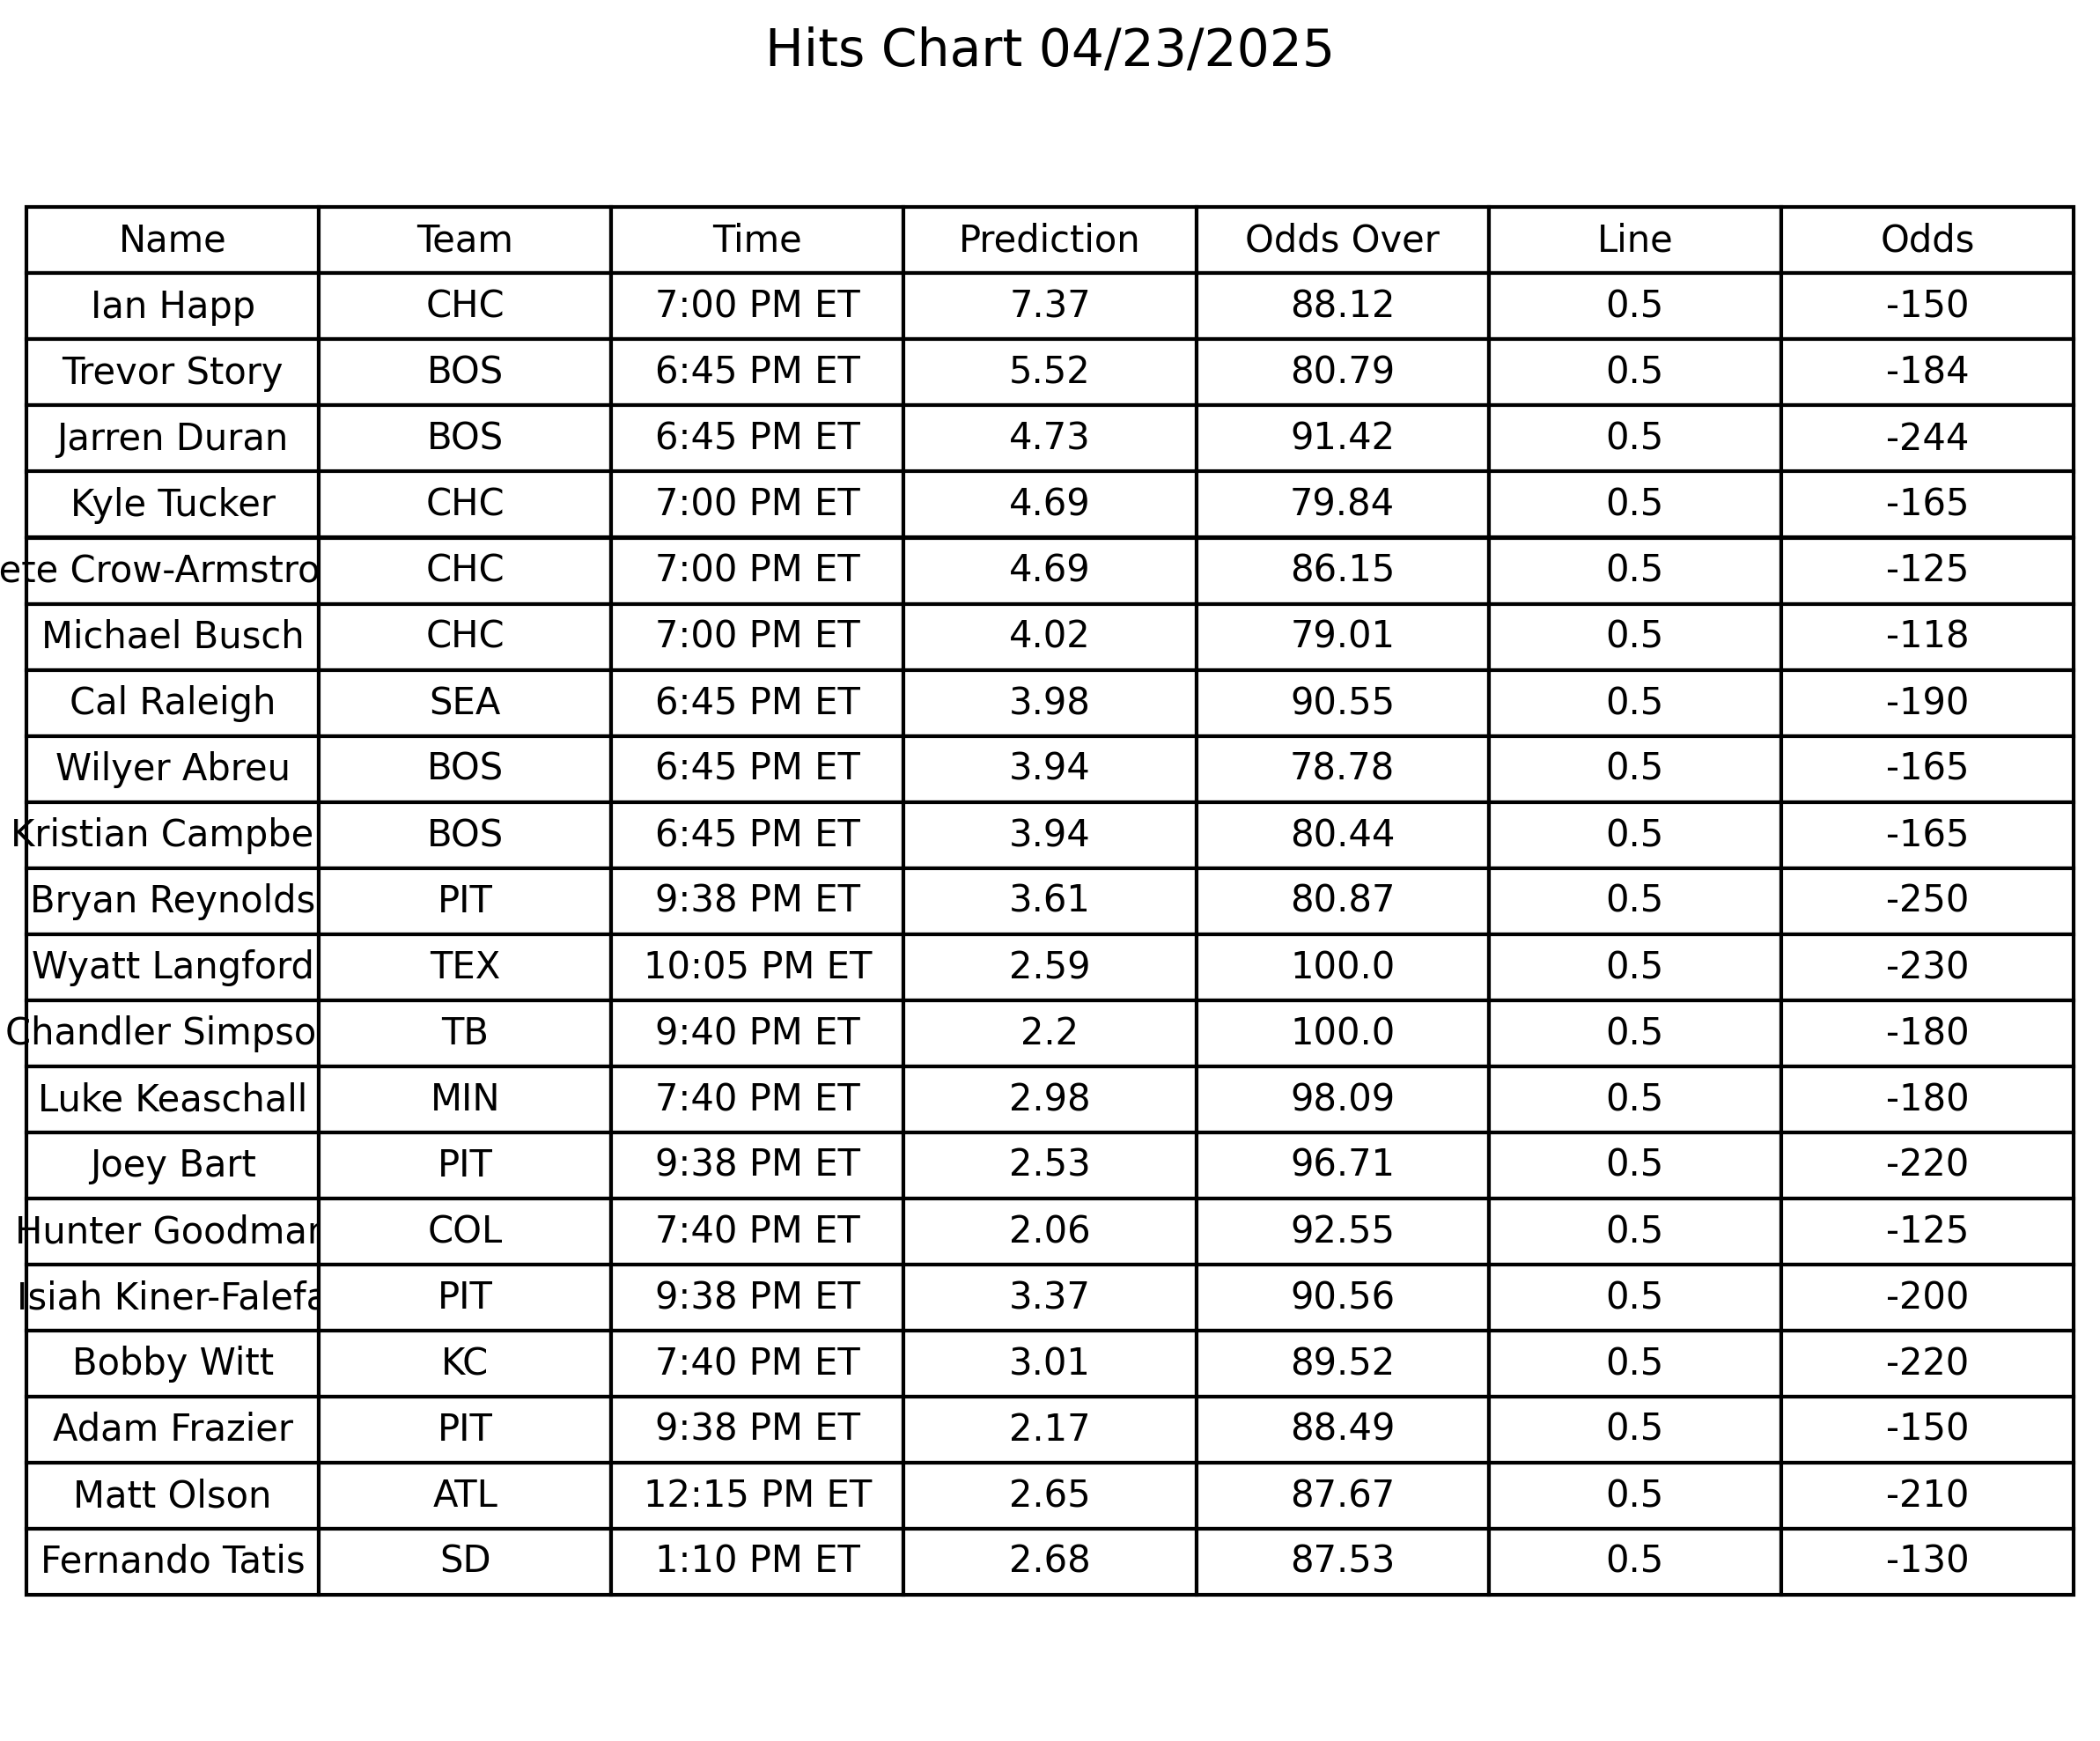 Hits Chart 04/23/2025
Name Team Time Prediction Odds Over Line Odds
Ian Happ CHC 7:00 PM ET 7.37 88.12 0.5 -150
Trevor Story BOS 6:45 PM ET 5.52 80.79 0.5 -184
Jarren Duran BOS 6:45 PM ET 4.73 91.42 0.5 -244
Kyle Tucker CHC 7:00 PM ET 4.69 79.84 0.5 -165
ete Crow-Armstro CHC 7:00 PM ET 4.69 86.15 0.5 -125
Michael Busch CHC 7:00 PM ET 4.02 79.01 0.5 -118
Cal Raleigh SEA 6:45 PM ET 3.98 90.55 0.5 -190
Wilyer Abreu BOS 6:45 PM ET 3.94 78.78 0.5 -165
Kristian Campbe BOS 6:45 PM ET 3.94 80.44 0.5 -165
Bryan Reynolds PIT 9:38 PM ET 3.61 80.87 0.5 -250
Wyatt Langford TEX 10:05 PM ET 2.59 100.0 0.5 -230
Chandler Simpso TB 9:40 PM ET 2.2 100.0 0.5 -180
Luke Keaschall MIN 7:40 PM ET 2.98 98.09 0.5 -180
Joey Bart PIT 9:38 PM ET 2.53 96.71 0.5 -220
Hunter Goodman COL 7:40 PM ET 2.06 92.55 0.5 -125
Isiah Kiner-Falefa PIT 9:38 PM ET 3.37 90.56 0.5 -200
Bobby Witt KC 7:40 PM ET 3.01 89.52 0.5 -220
Adam Frazier PIT 9:38 PM ET 2.17 88.49 0.5 -150
Matt Olson ATL 12:15 PM ET 2.65 87.67 0.5 -210
Fernando Tatis SD 1:10 PM ET 2.68 87.53 0.5 -130